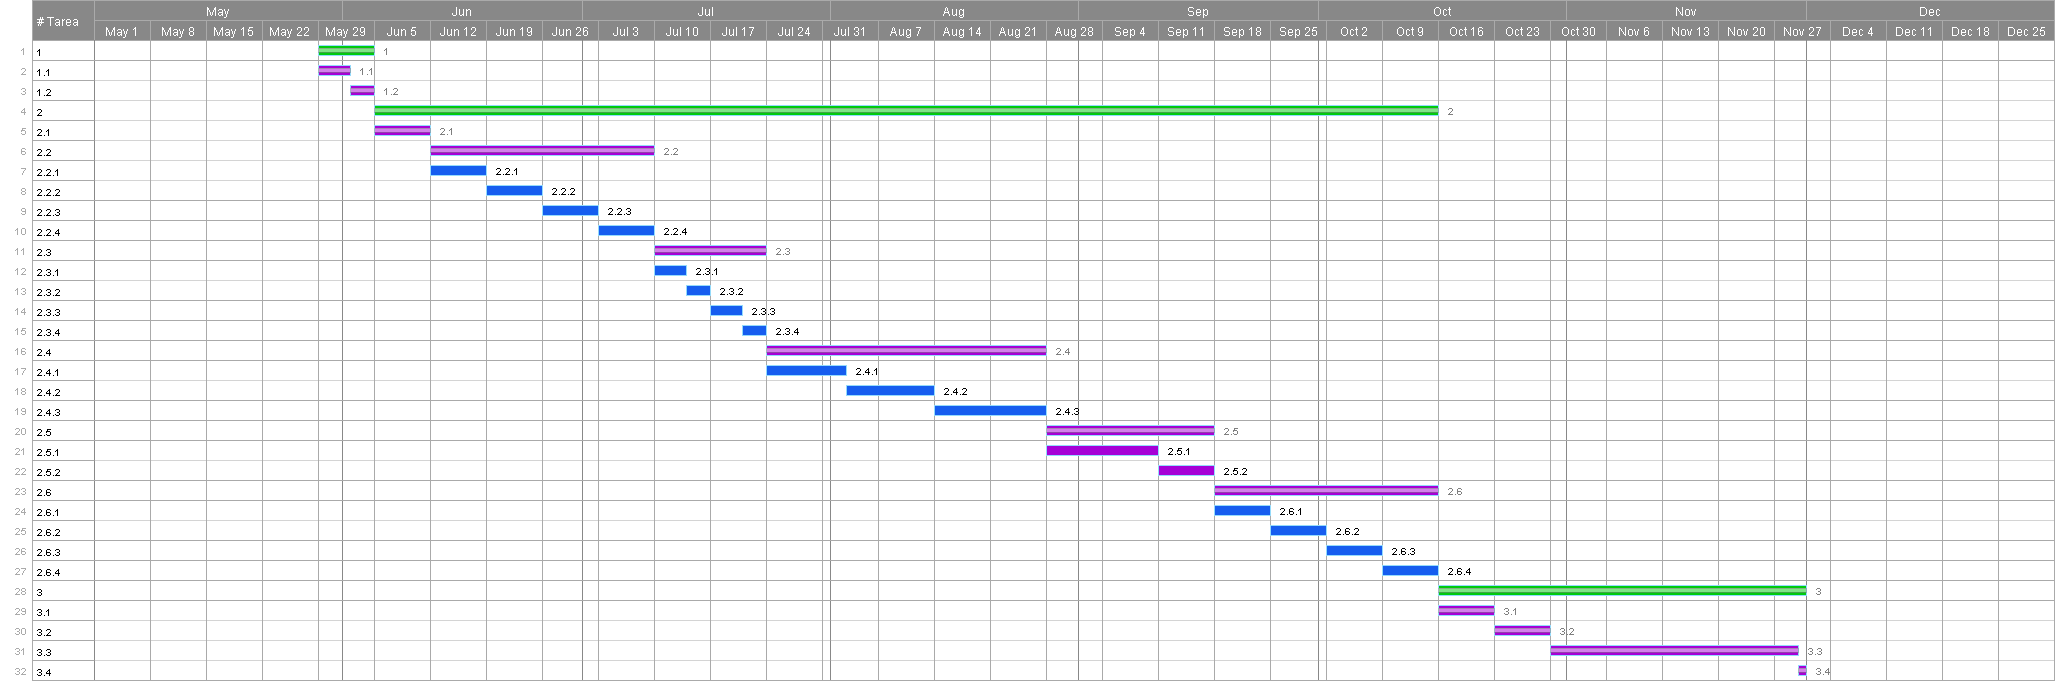 # Tarea May Jun Jul Aug Sep Oct Nov Dec
May 1 May 8 May 15 May 22 May 29 Jun 5 Jun 12 Jun 19 Jun 26 Jul 3 Jul 10 Jul 17 Jul 24 Jul 31 Aug 7 Aug 14 Aug 21 Aug 28 Sep 4 Sep 11 Sep 18 Sep 25 Oct 2 Oct 9 Oct 16 Oct 23 Oct 30 Nov 6 Nov 13 Nov 20 Nov 27 Dec 4 Dec 11 Dec 18 Dec 25
1 1 1
2 1.1 1.1
3 1.2 1.2
4 2 2
5 2.1 2.1
6 2.2 2.2
7 2.2.1 2.2.1
8 2.2.2 2.2.2
9 2.2.3 2.2.3
10 2.2.4 2.2.4
11 2.3 2.3
12 2.3.1 2.3.1
13 2.3.2 2.3.2
14 2.3.3 2.3.3
15 2.3.4 2.3.4
16 2.4 2.4
17 2.4.1 2.4.1
18 2.4.2 2.4.2
19 2.4.3 2.4.3
20 2.5 2.5
21 2.5.1 2.5.1
22 2.5.2 2.5.2
23 2.6 2.6
24 2.6.1 2.6.1
25 2.6.2 2.6.2
26 2.6.3 2.6.3
27 2.6.4 2.6.4
28 3 3
29 3.1 3.1
30 3.2 3.2
31 3.3 3.3
32 3.4 3.4